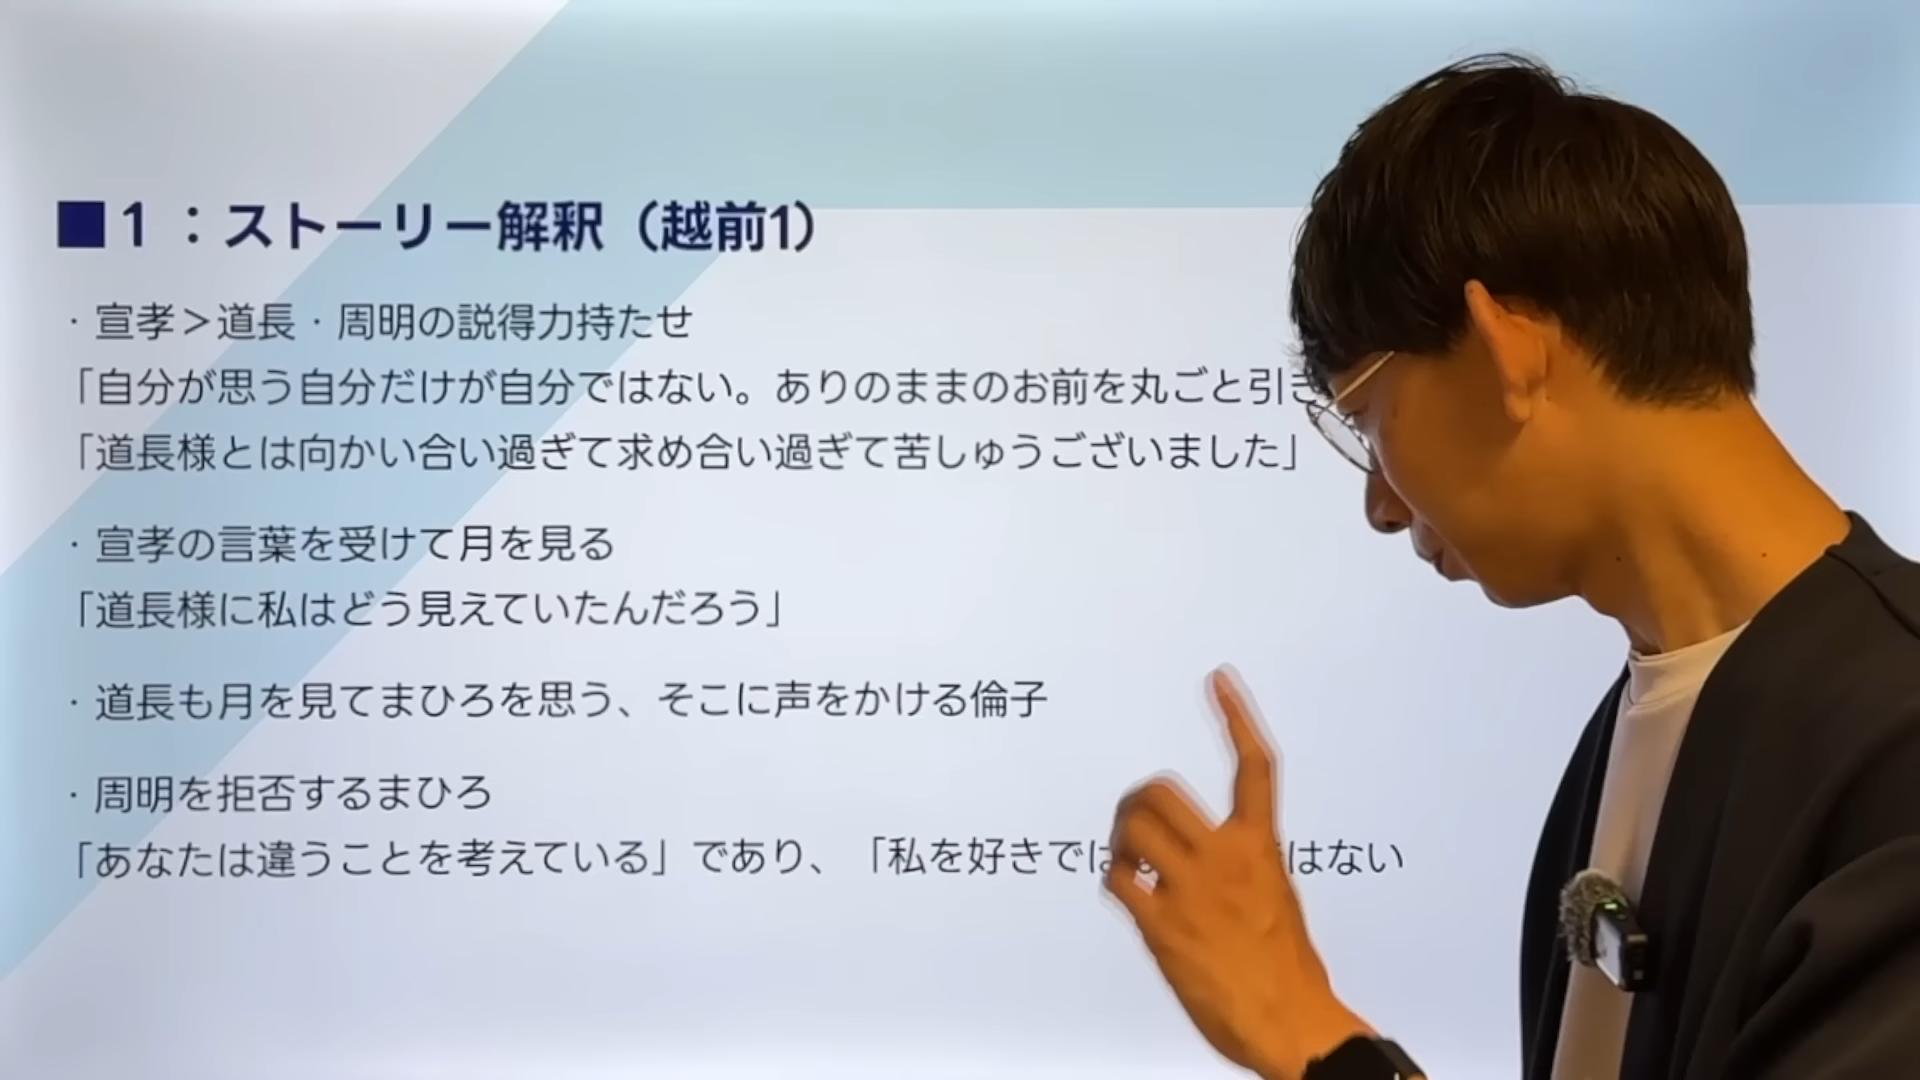 ■1：ストーリー解釈（越前1）
・宣孝＞道長・周明の説得力持たせ
「自分が思う自分だけが自分ではない。ありのままのお前を丸ごと引き
「道長様とは向かい合い過ぎて求め合い過ぎて苦しゅうございました」
・宣孝の言葉を受けて月を見る
「道長様に私はどう見えていたんだろう」
・道長も月を見てまひろを思う、そこに声をかける倫子
・周明を拒否するまひろ
「あなたは違うことを考えている」であり、「私を好きでは はない